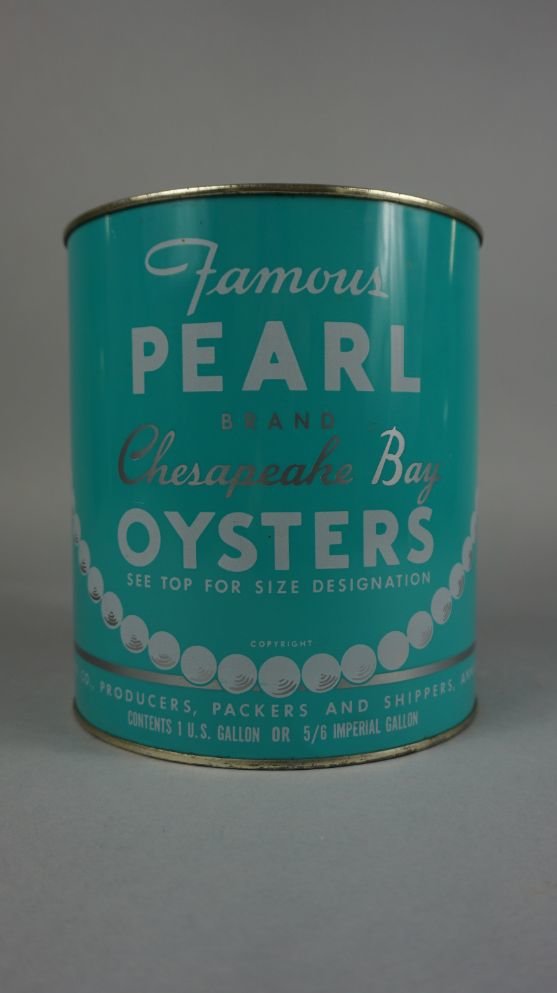 Famous
PEARL
BRAND
Chesapeake Bay
OYSTERS
SEE TOP FOR SIZE DESIGNATION
COPYRIGHT
CO., PRODUCERS, PACKERS AND SHIPPERS,
CONTENTS 1 U.S. GALLON OR 5/6 IMPERIAL GALLON